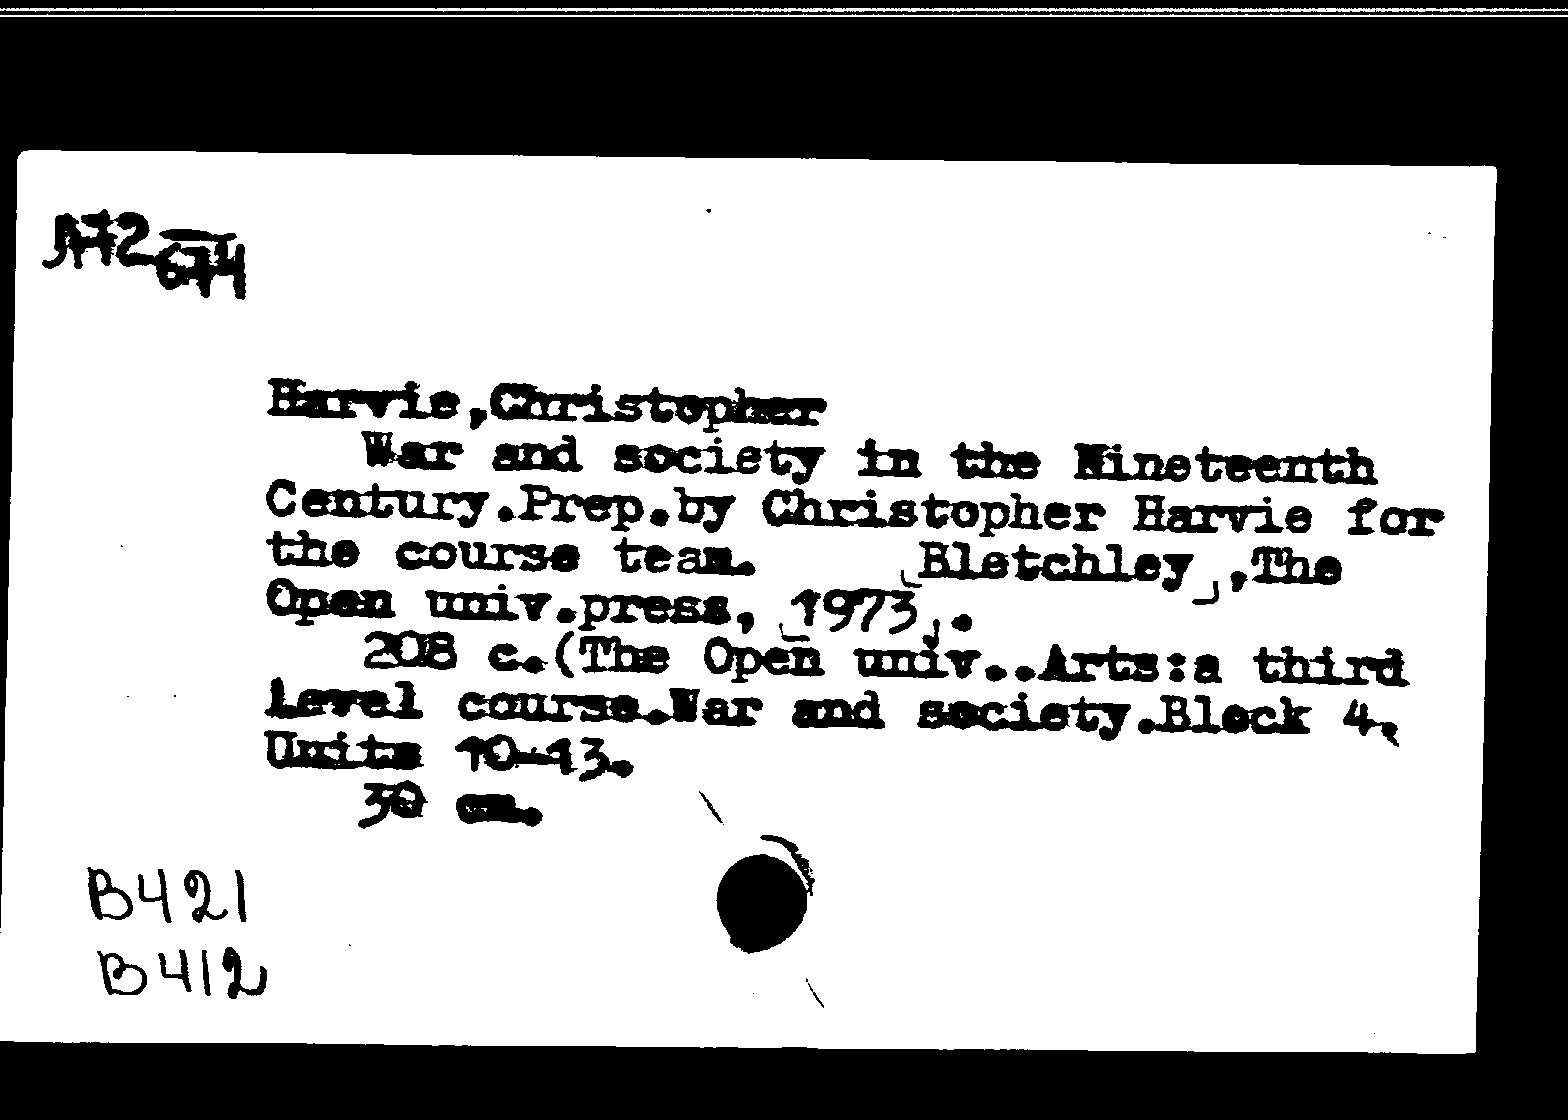 Harvie,Christopher
War and society in the Nineteenth
Century.Prep.by Christopher Harvie for
the course team. [Bletchley],The
Open univ.press, [1973].
208 c.(The Open univ..Arts:a third
level course.War and society.Block 4,
Units 10-13.
30 cm.
B421
B412